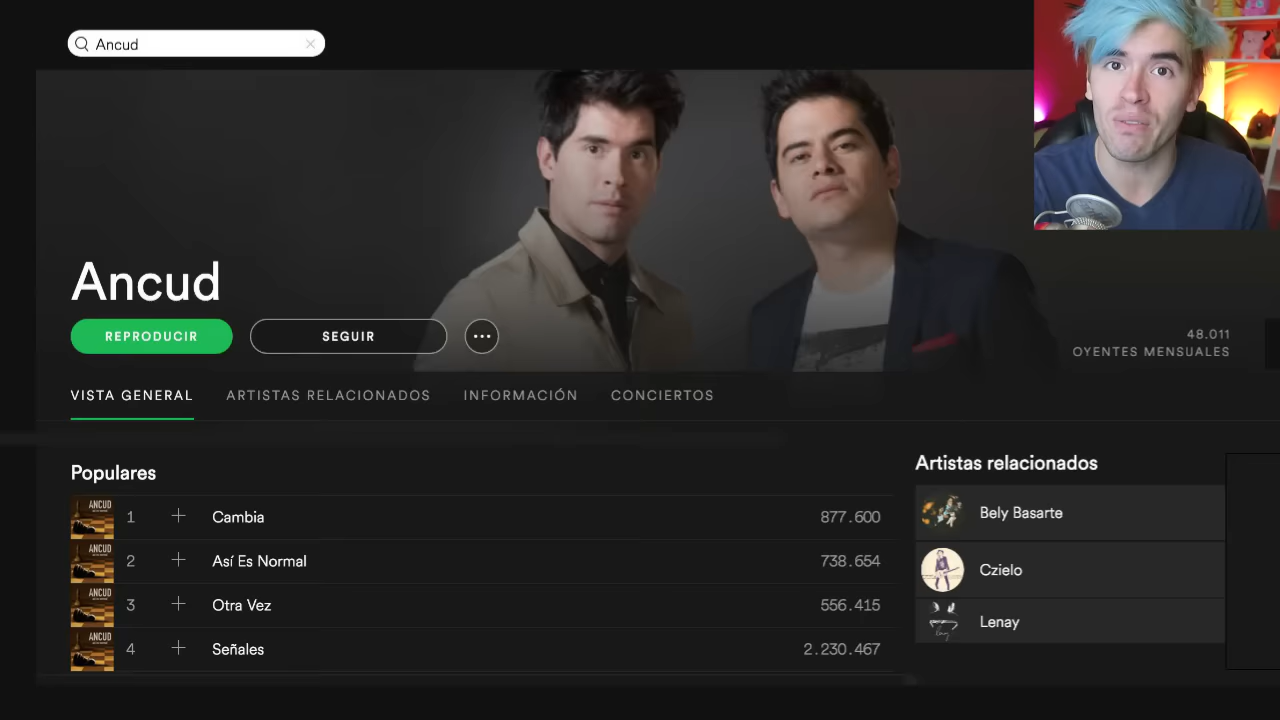 Ancud
Ancud
REPRODUCIR
SEGUIR
48.011
OYENTES MENSUALES
VISTA GENERAL
ARTISTAS RELACIONADOS
INFORMACIÓN
CONCIERTOS
Populares
ANCUD 1 Cambia 877.600
ANCUD 2 Así Es Normal 738.654
ANCUD 3 Otra Vez 556.415
ANCUD 4 Señales 2.230.467
Artistas relacionados
Bely Basarte
Czielo
Lenay